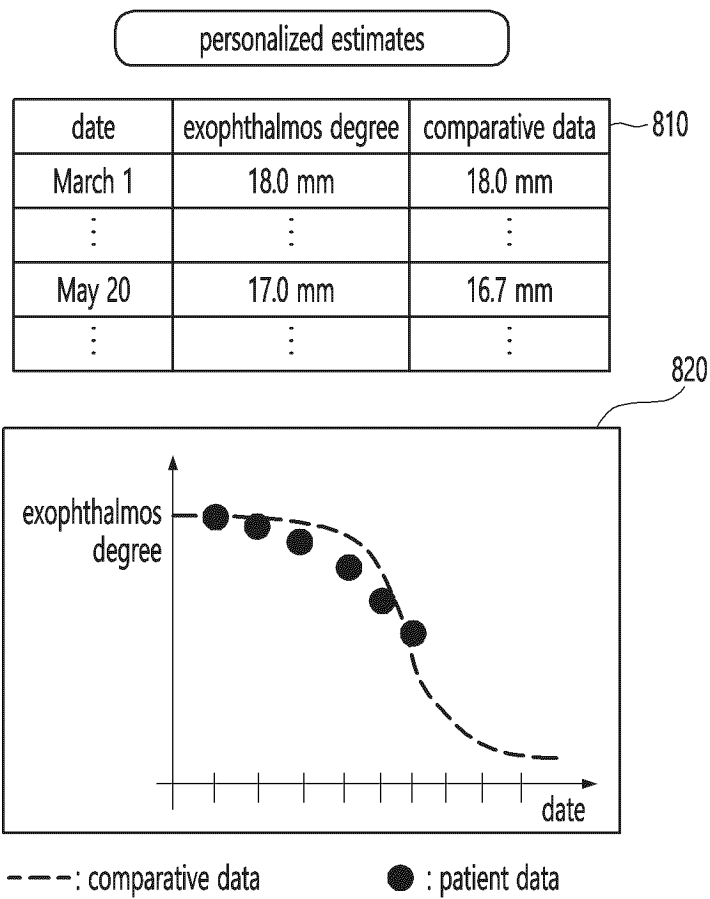 personalized estimates
date exophthalmos degree comparative data
810
March 1 18.0 mm 18.0 mm
⋮ ⋮ ⋮
May 20 17.0 mm 16.7 mm
⋮ ⋮ ⋮
820
exophthalmos
degree
date
: comparative data
: patient data